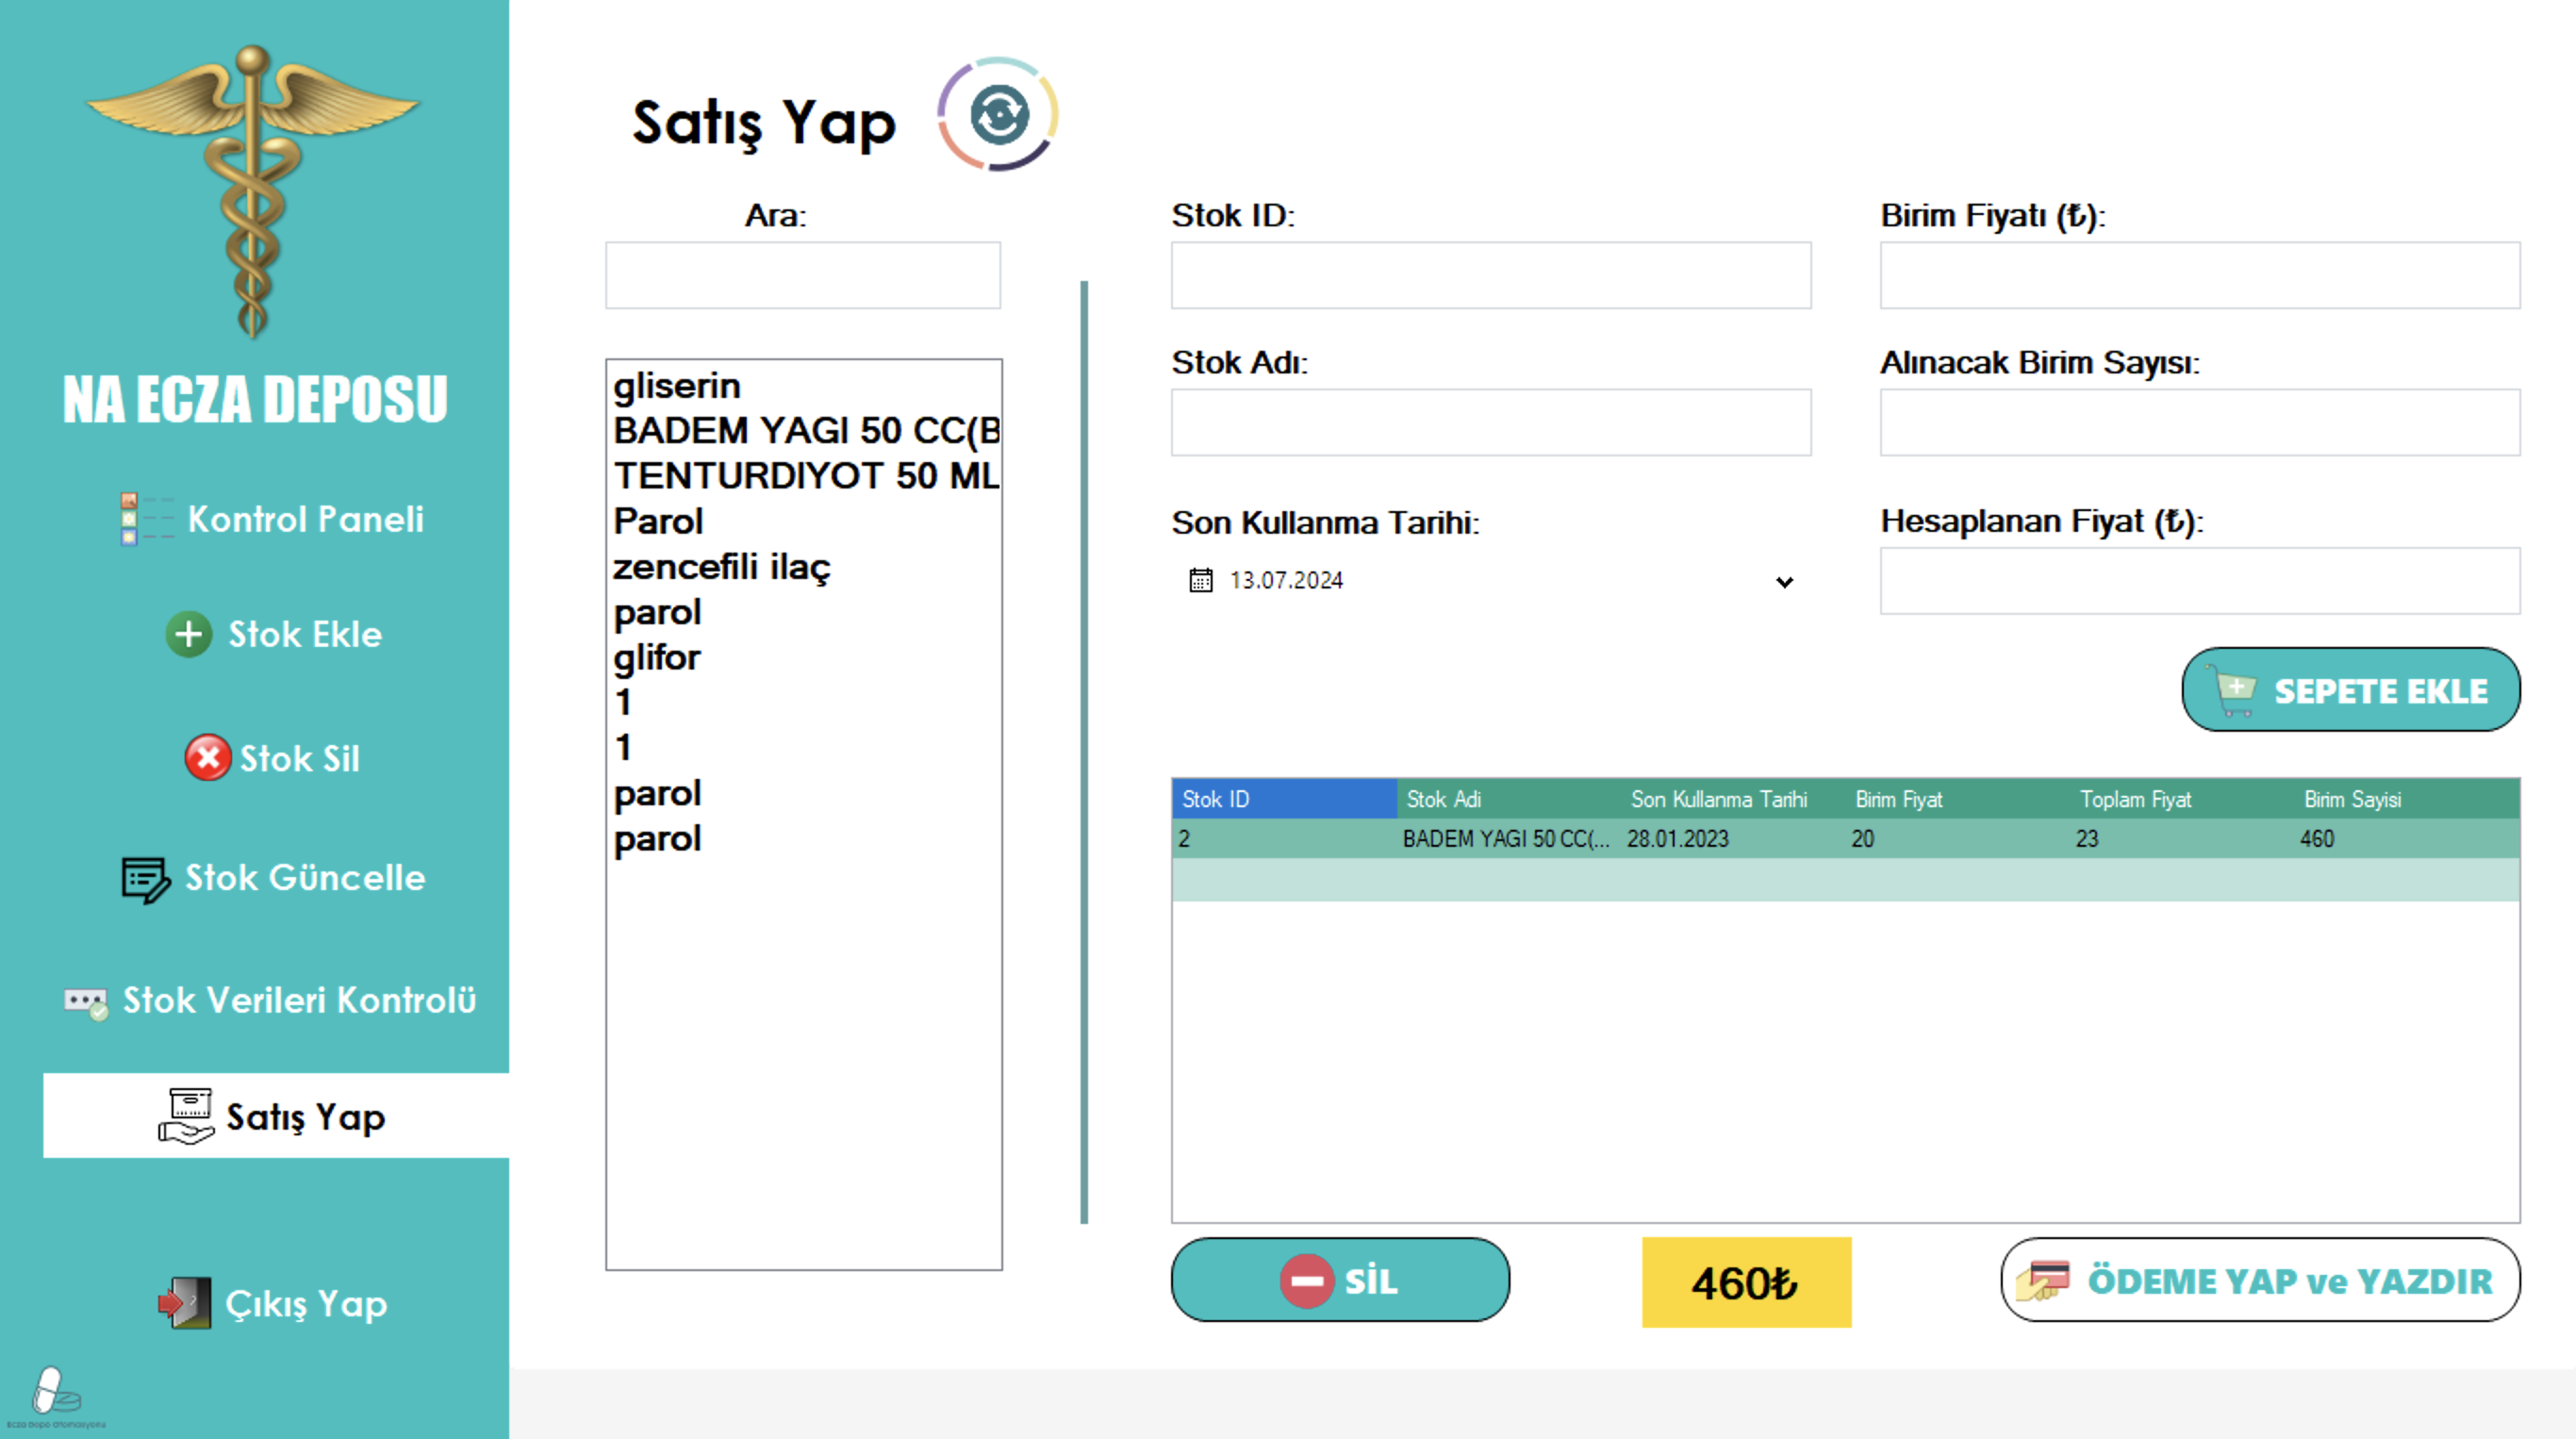 NA ECZA DEPOSU
Kontrol Paneli
Stok Ekle
Stok Sil
Stok Güncelle
Stok Verileri Kontrolü
Satış Yap
Çıkış Yap
Ecza Depo Otomasyonu
Satış Yap
Ara:
gliserin
BADEM YAGI 50 CC(B
TENTURDIYOT 50 ML
Parol
zencefili ilaç
parol
glifor
1
1
parol
parol
Stok ID:
Birim Fiyatı (₺):
Stok Adı:
Alınacak Birim Sayısı:
Son Kullanma Tarihi:
13.07.2024
Hesaplanan Fiyat (₺):
SEPETE EKLE
Stok ID Stok Adi Son Kullanma Tarihi Birim Fiyat Toplam Fiyat Birim Sayisi
2 BADEM YAGI 50 CC(... 28.01.2023 20 23 460
SİL
460₺
ÖDEME YAP ve YAZDIR